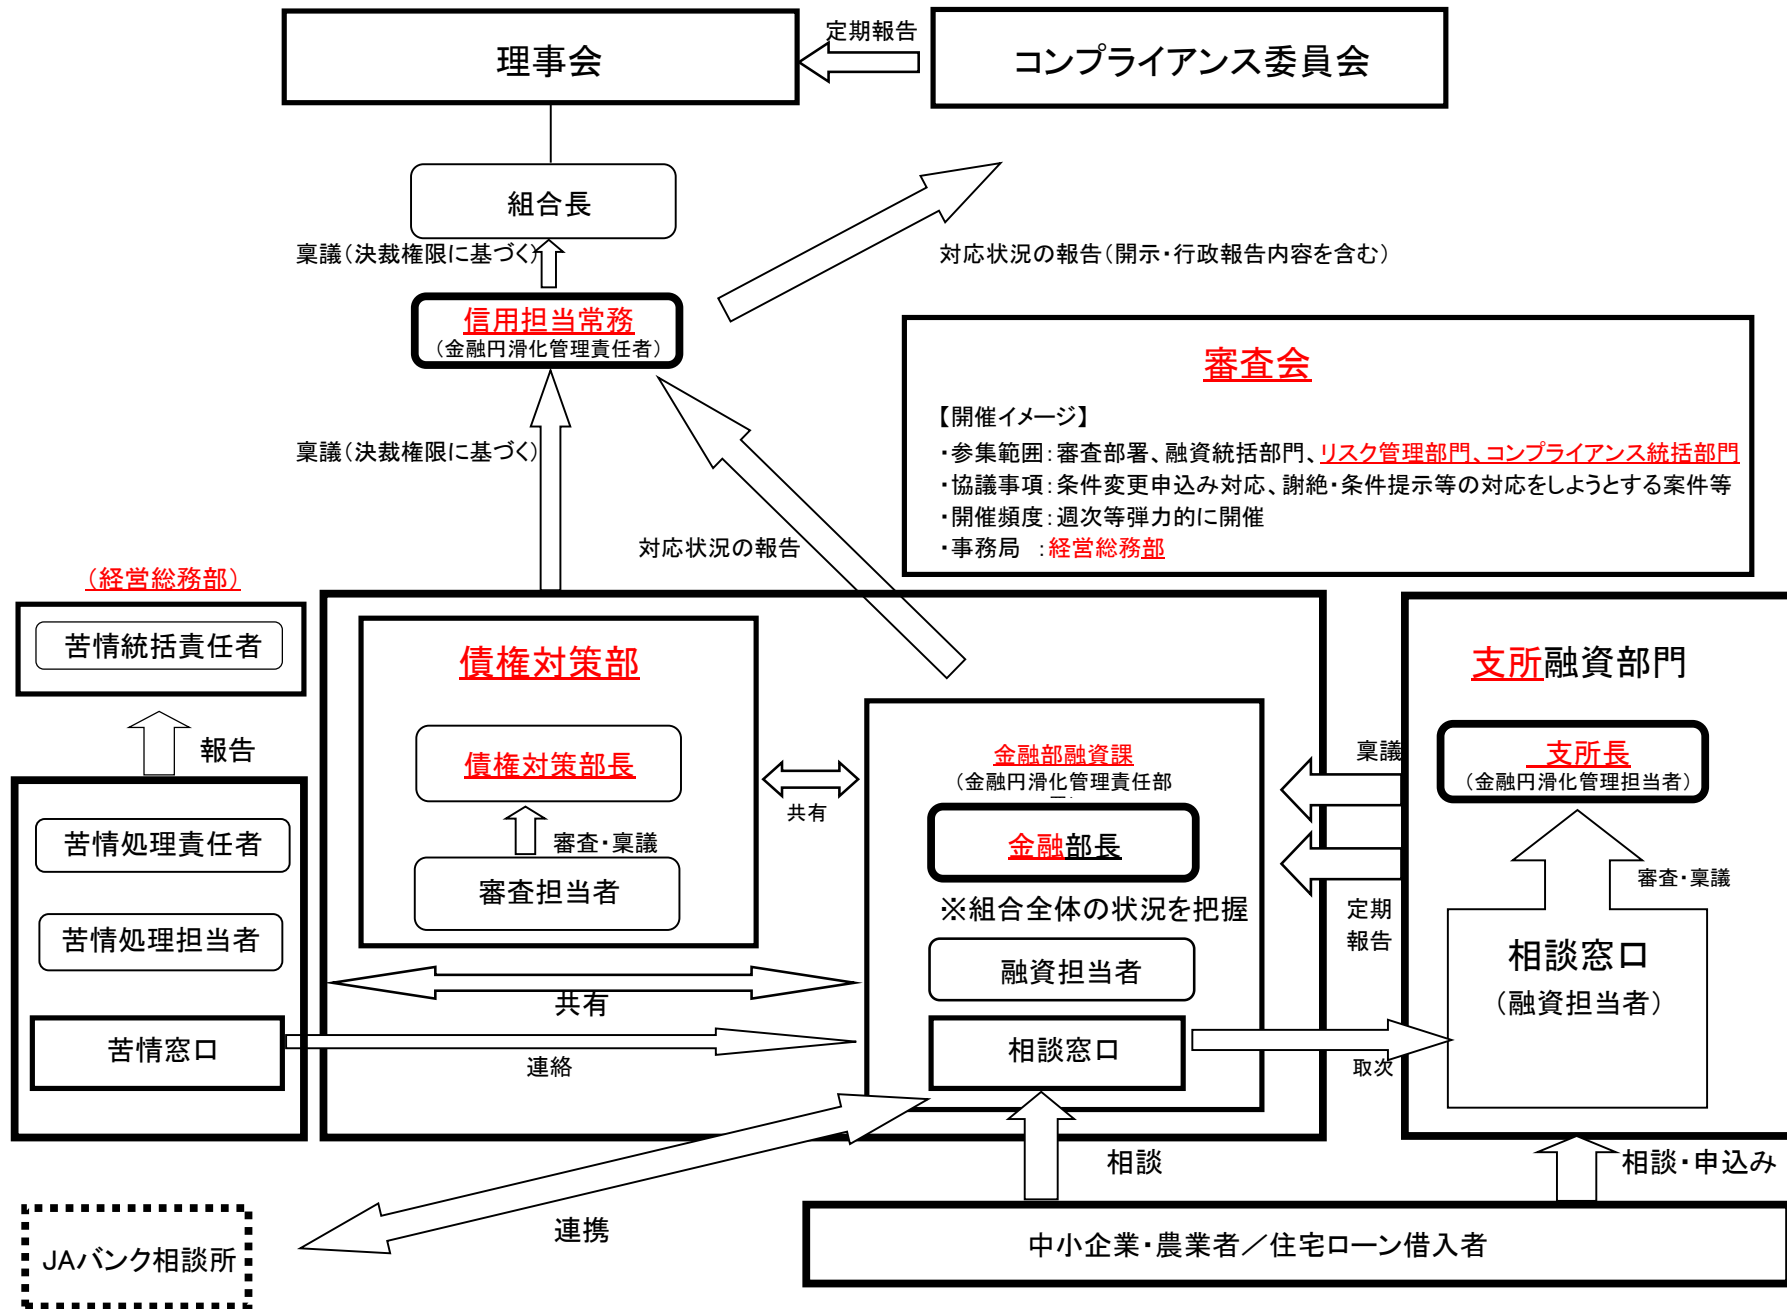 定期報告
理事会
コンプライアンス委員会
組合長
稟議（決裁権限に基づく）
対応状況の報告（開示・行政報告内容を含む）
信用担当常務
（金融円滑化管理責任者）
審査会
【開催イメージ】
・参集範囲：審査部署、融資統括部門、リスク管理部門、コンプライアンス統括部門
・協議事項：条件変更申込み対応、謝絶・条件提示等の対応をしようとする案件等
・開催頻度：週次等弾力的に開催
・事務局　：経営総務部
稟議（決裁権限に基づく）
対応状況の報告
（経営総務部）
苦情統括責任者
報告
苦情処理責任者
苦情処理担当者
苦情窓口
債権対策部
債権対策部長
審査・稟議
審査担当者
共有
金融部融資課
（金融円滑化管理責任部
金融部長
※組合全体の状況を把握
融資担当者
相談窓口
共有
連絡
稟議
定期
報告
取次
支所融資部門
支所長
（金融円滑化管理担当者）
審査・稟議
相談窓口
（融資担当者）
相談
相談・申込み
連携
JAバンク相談所
中小企業・農業者／住宅ローン借入者